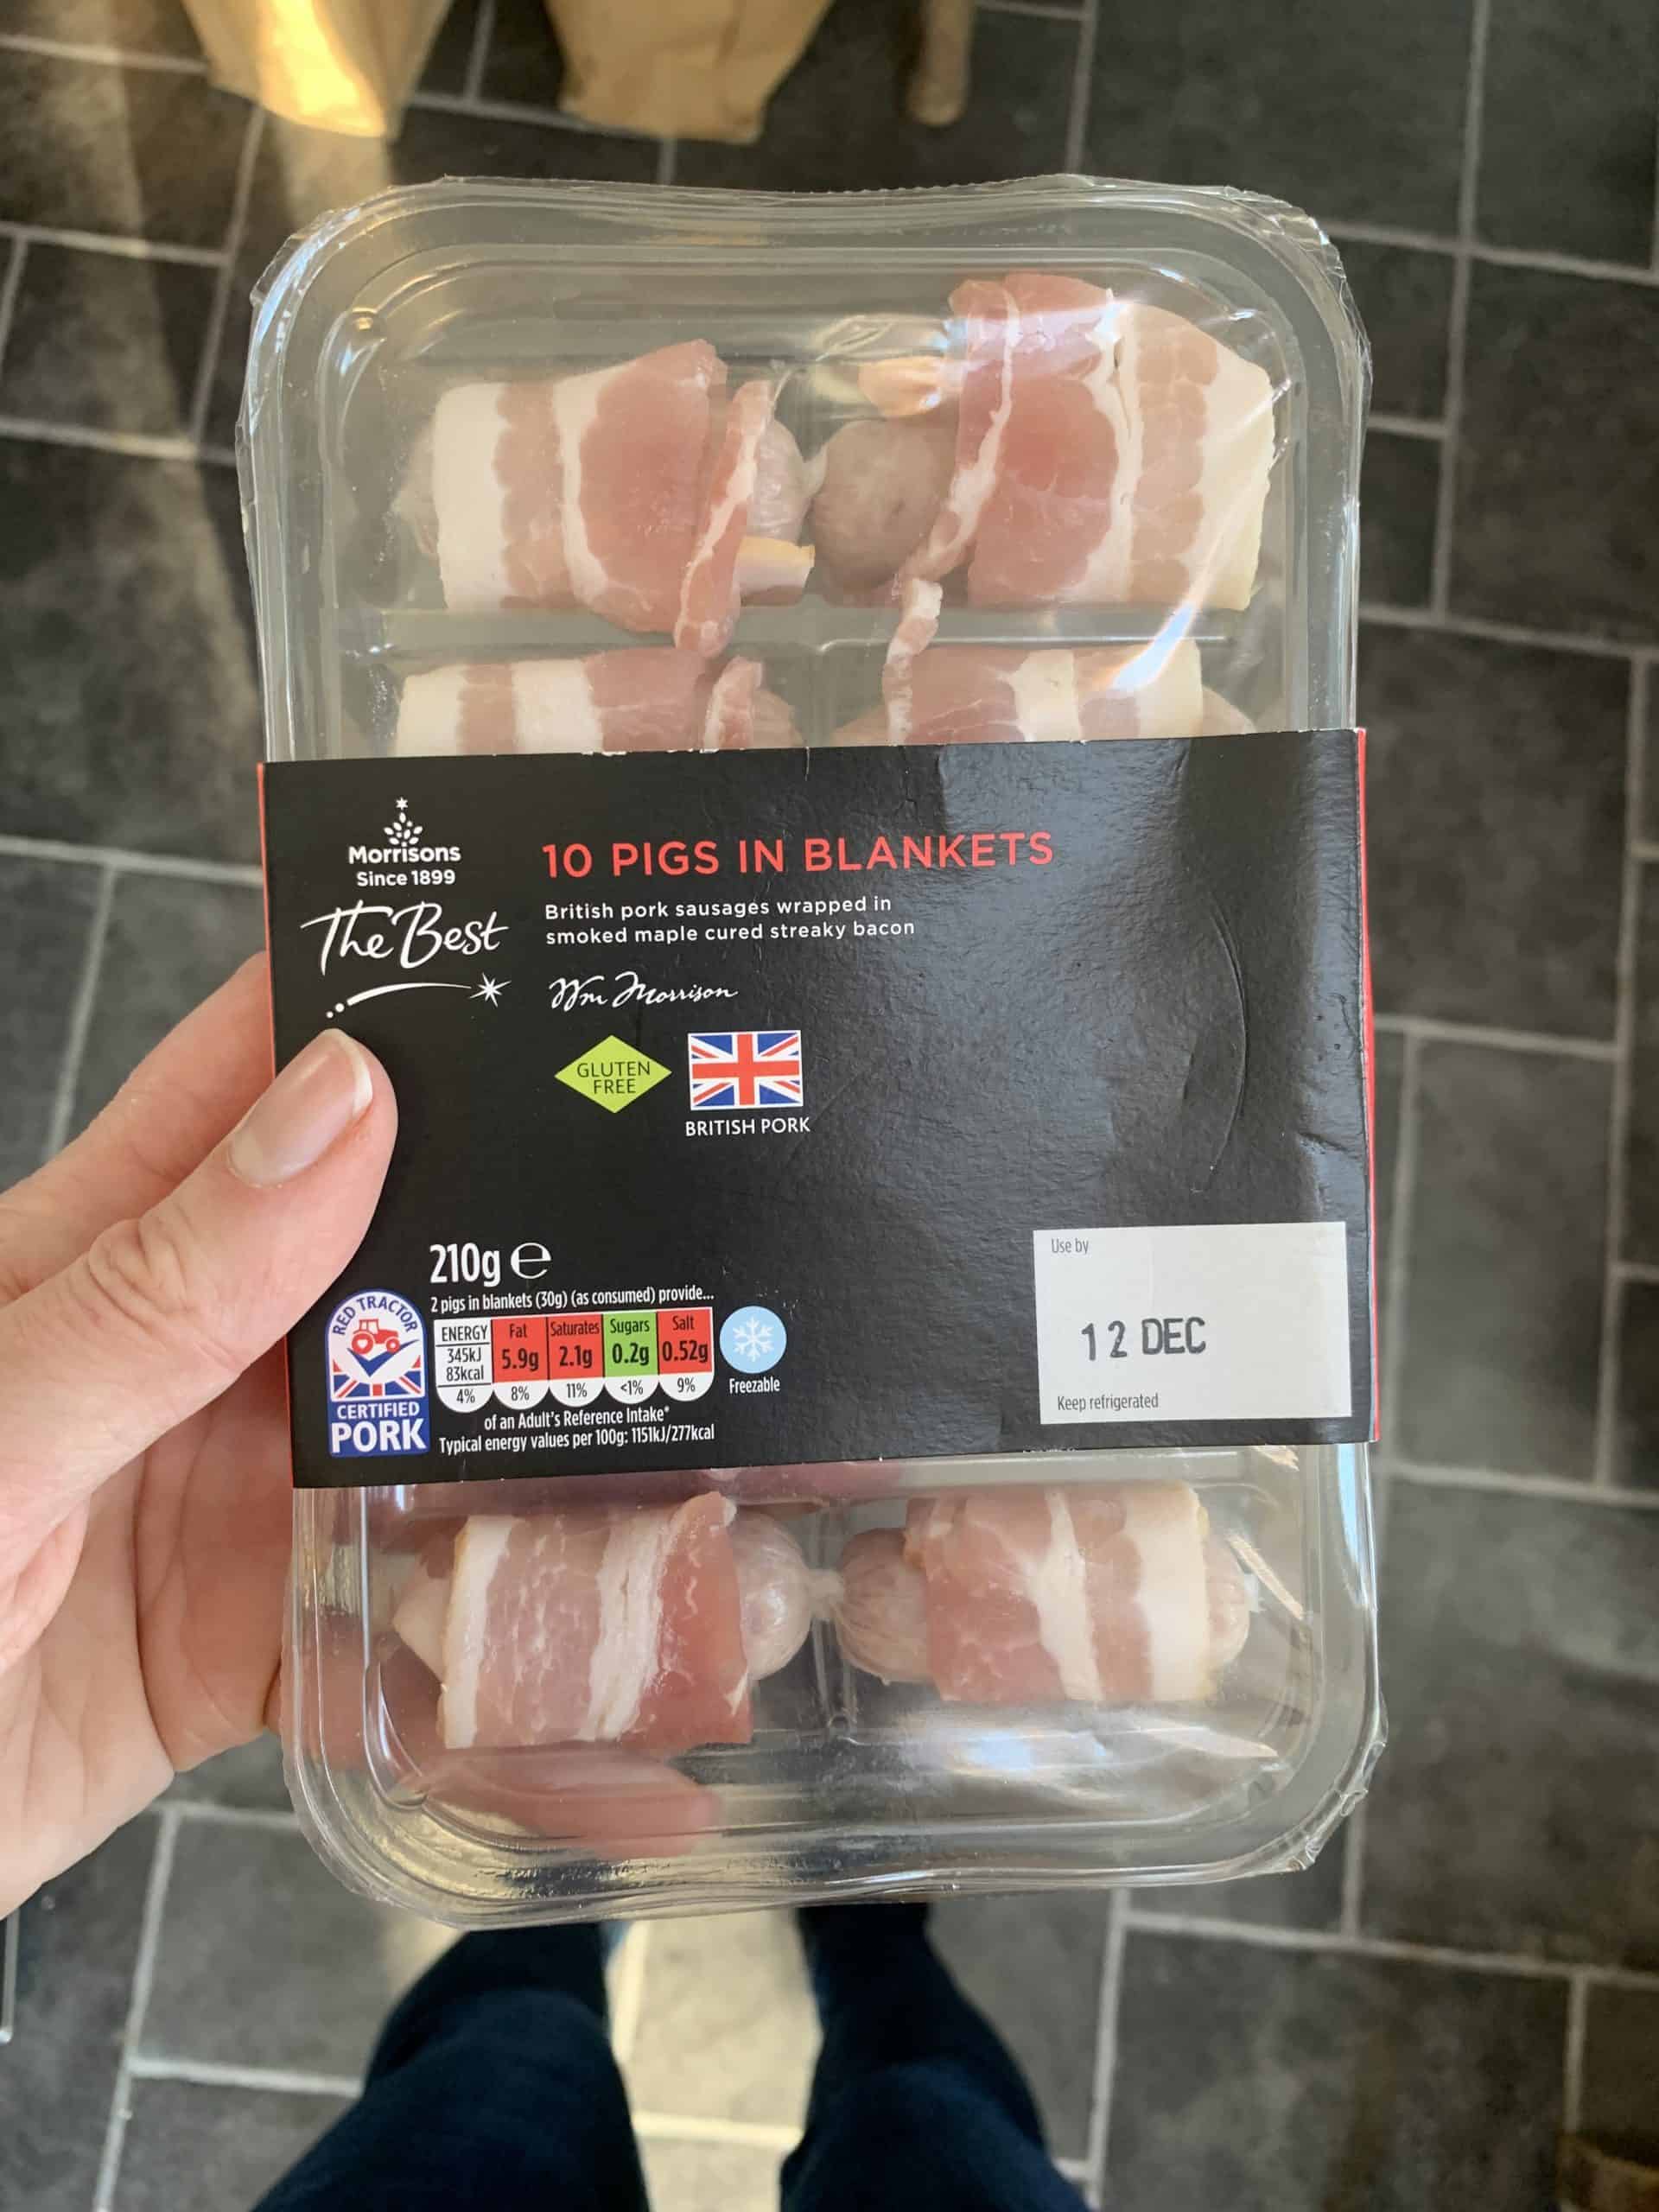 Morrisons
Since 1899
The Best
10 PIGS IN BLANKETS
British pork sausages wrapped in
smoked maple cured streaky bacon
Wm Morrison
GLUTEN
FREE
BRITISH PORK
210g ℮
2 pigs in blankets (30g) (as consumed) provide...
ENERGY
345kJ
83kcal
4%
Fat
5.9g
8%
Saturates
2.1g
11%
Sugars
0.2g
<1%
Salt
0.52g
9%
of an Adult's Reference Intake*
Typical energy values per 100g: 1151kJ/277kcal
RED TRACTOR
CERTIFIED
PORK
Freezable
Use by
12 DEC
Keep refrigerated